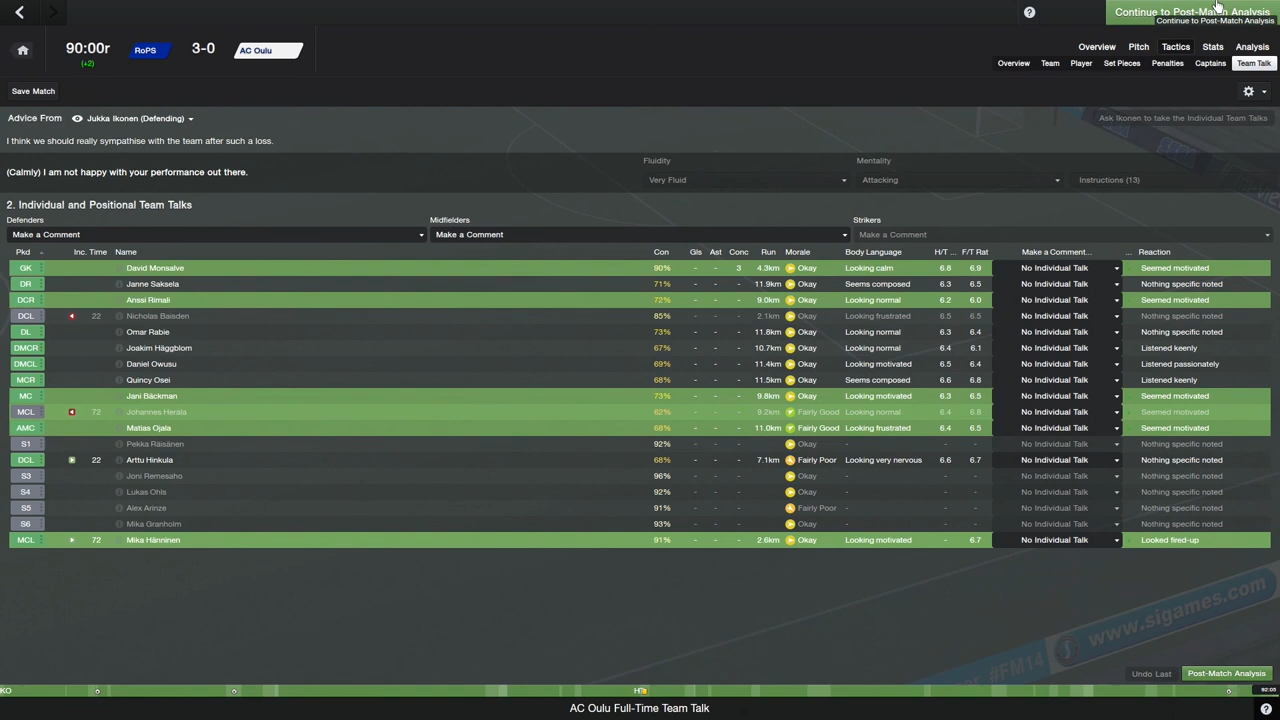 Continue to Post-Match Analysis
Continue to Post-Match Analysis
90:00r
(+2)
RoPS
3-0
AC Oulu
Overview Pitch Tactics Stats Analysis
Overview Team Player Set Pieces Penalties Captains Team Talk
Save Match
Advice From Jukka Ikonen (Defending)
Ask Ikonen to take the Individual Team Talks
I think we should really sympathise with the team after such a loss.
Fluidity Mentality
(Calmly) I am not happy with your performance out there.
Very Fluid Attacking Instructions (13)
2. Individual and Positional Team Talks
Defenders Midfielders Strikers
Make a Comment Make a Comment Make a Comment
Pkd Inc. Time Name Con Gls Ast Conc Run Morale Body Language H/T ... F/T Rat Make a Comment... ... Reaction
GK David Monsalve 90% - - 3 4.3km Okay Looking calm 6.8 6.9 No Individual Talk Seemed motivated
DR Janne Saksela 71% - - - 11.9km Okay Seems composed 6.3 6.5 No Individual Talk Nothing specific noted
DCR Anssi Rimali 72% - - - 9.0km Okay Looking normal 6.2 6.0 No Individual Talk Seemed motivated
DCL 22 Nicholas Baisden 85% - - - 2.1km Okay Looking frustrated 6.5 6.5 No Individual Talk Nothing specific noted
DL Omar Rabie 73% - - - 11.8km Okay Looking normal 6.3 6.4 No Individual Talk Nothing specific noted
DMCR Joakim Häggblom 67% - - - 10.7km Okay Looking normal 6.4 6.1 No Individual Talk Listened keenly
DMCL Daniel Owusu 69% - - - 11.4km Okay Looking motivated 6.5 6.4 No Individual Talk Listened passionately
MCR Quincy Osei 68% - - - 11.5km Okay Seems composed 6.6 6.8 No Individual Talk Listened keenly
MC Jani Bäckman 73% - - - 9.8km Okay Looking motivated 6.3 6.5 No Individual Talk Seemed motivated
MCL 72 Johannes Herala 62% - - - 9.2km Fairly Good Looking normal 6.4 6.8 No Individual Talk Seemed motivated
AMC Matias Ojala 68% - - - 11.0km Fairly Good Looking frustrated 6.4 6.5 No Individual Talk Seemed motivated
S1 Pekka Räisänen 92% - - - - Okay - - - No Individual Talk Nothing specific noted
DCL 22 Arttu Hinkula 68% - - - 7.1km Fairly Poor Looking very nervous 6.6 6.7 No Individual Talk Nothing specific noted
S3 Joni Remesaho 96% - - - - Okay - - - No Individual Talk Nothing specific noted
S4 Lukas Ohls 92% - - - - Okay - - - No Individual Talk Nothing specific noted
S5 Alex Arinze 91% - - - - Fairly Poor - - - No Individual Talk Nothing specific noted
S6 Mika Granholm 93% - - - - Okay - - - No Individual Talk Nothing specific noted
MCL 72 Mika Hänninen 91% - - - 2.6km Okay Looking motivated - 6.7 No Individual Talk Looked fired-up
www.sigames.com
#FM14
Undo Last Post-Match Analysis
KO 92:05
AC Oulu Full-Time Team Talk